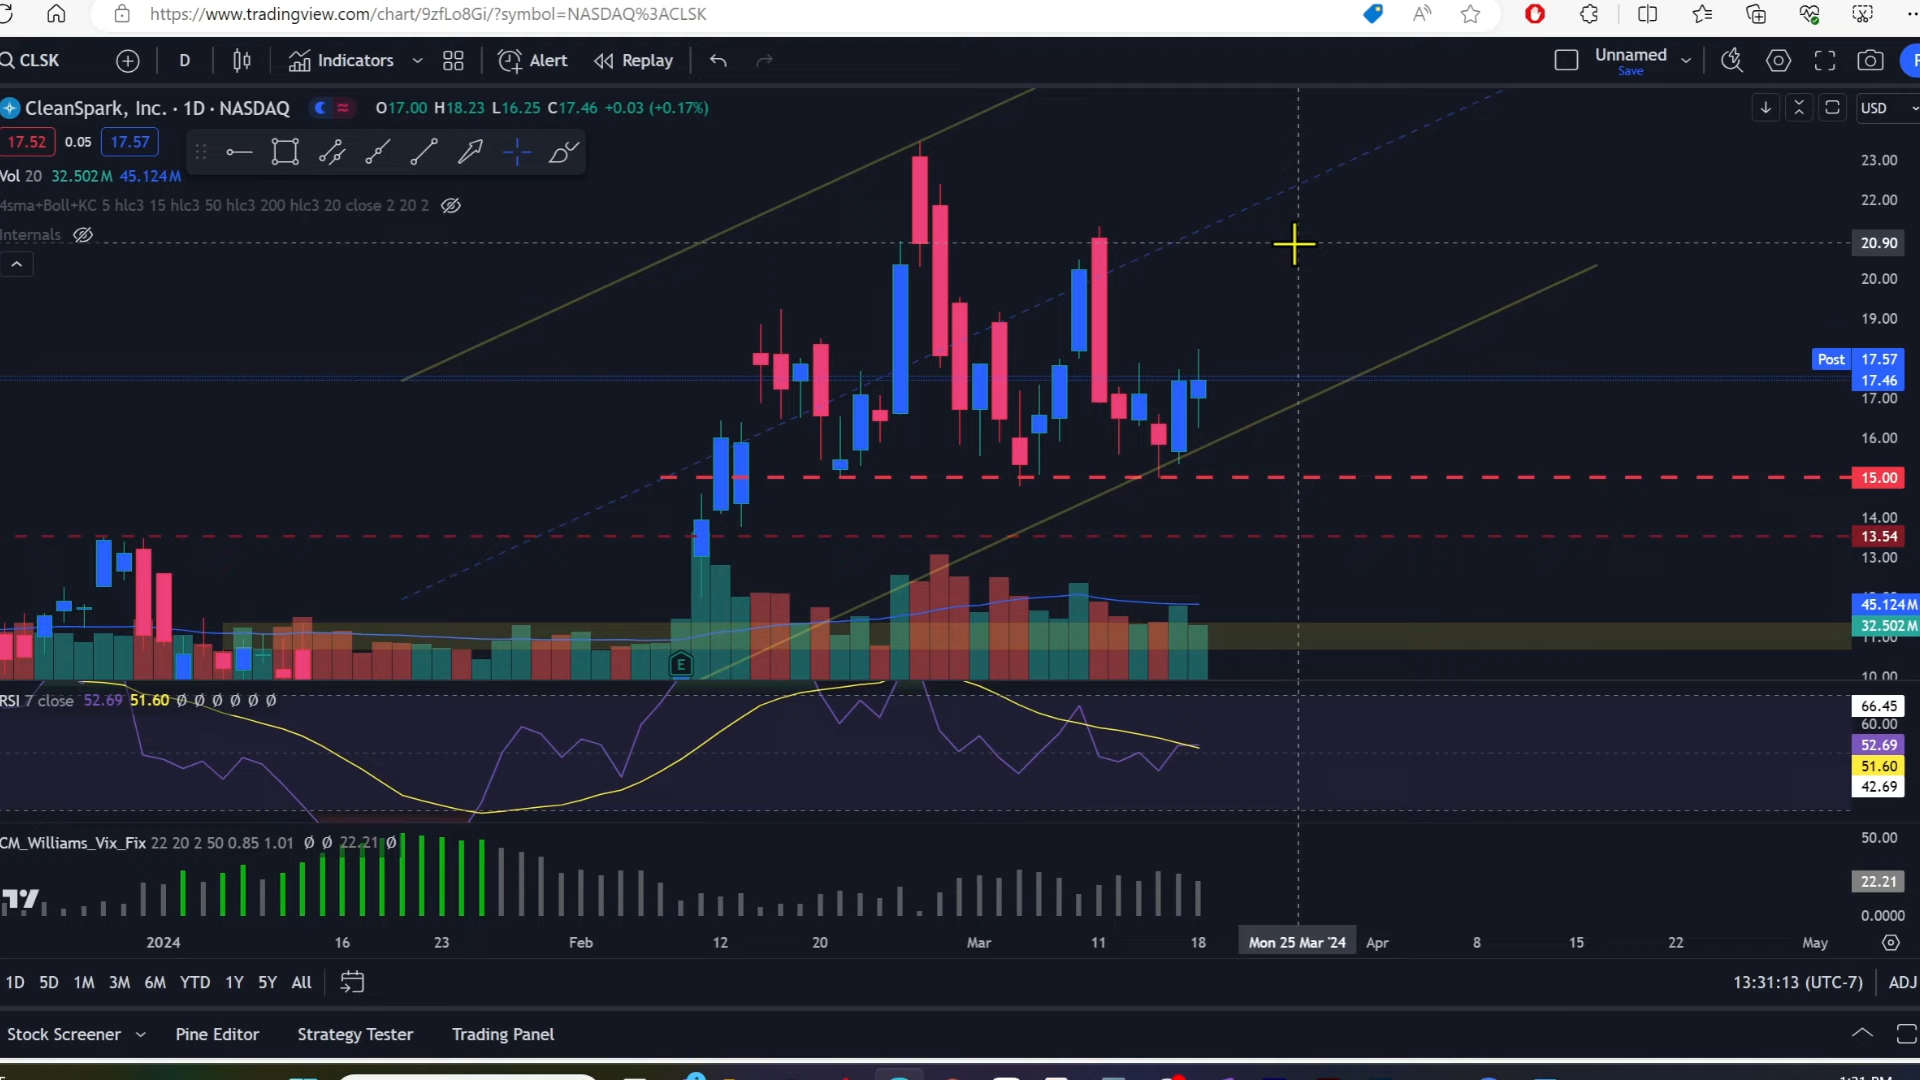 https://www.tradingview.com/chart/9zfLo8Gi/?symbol=NASDAQ%3ACLSK
CLSK
D
Indicators
Alert
Replay
Unnamed
Save
CleanSpark, Inc. · 1D · NASDAQ
O17.00 H18.23 L16.25 C17.46 +0.03 (+0.17%)
USD
17.52 0.05 17.57
Vol 20 32.502M 45.124M
4sma+Boll+KC 5 hlc3 15 hlc3 50 hlc3 200 hlc3 20 close 2 20 2
Internals
23.00
22.00
20.90
20.00
19.00
Post 17.57
17.46
17.00
16.00
15.00
14.00
13.54
13.00
45.124M
32.502M
11.00
10.00
E
RSI 7 close 52.69 51.60 Ø Ø Ø Ø Ø Ø
66.45
60.00
52.69
51.60
42.69
CM_Williams_Vix_Fix 22 20 2 50 0.85 1.01 Ø Ø 22.21 Ø
50.00
22.21
0.0000
2024 16 23 Feb 12 20 Mar 11 18 Mon 25 Mar '24 Apr 8 15 22 May
1D 5D 1M 3M 6M YTD 1Y 5Y All
13:31:13 (UTC-7) ADJ
Stock Screener Pine Editor Strategy Tester Trading Panel